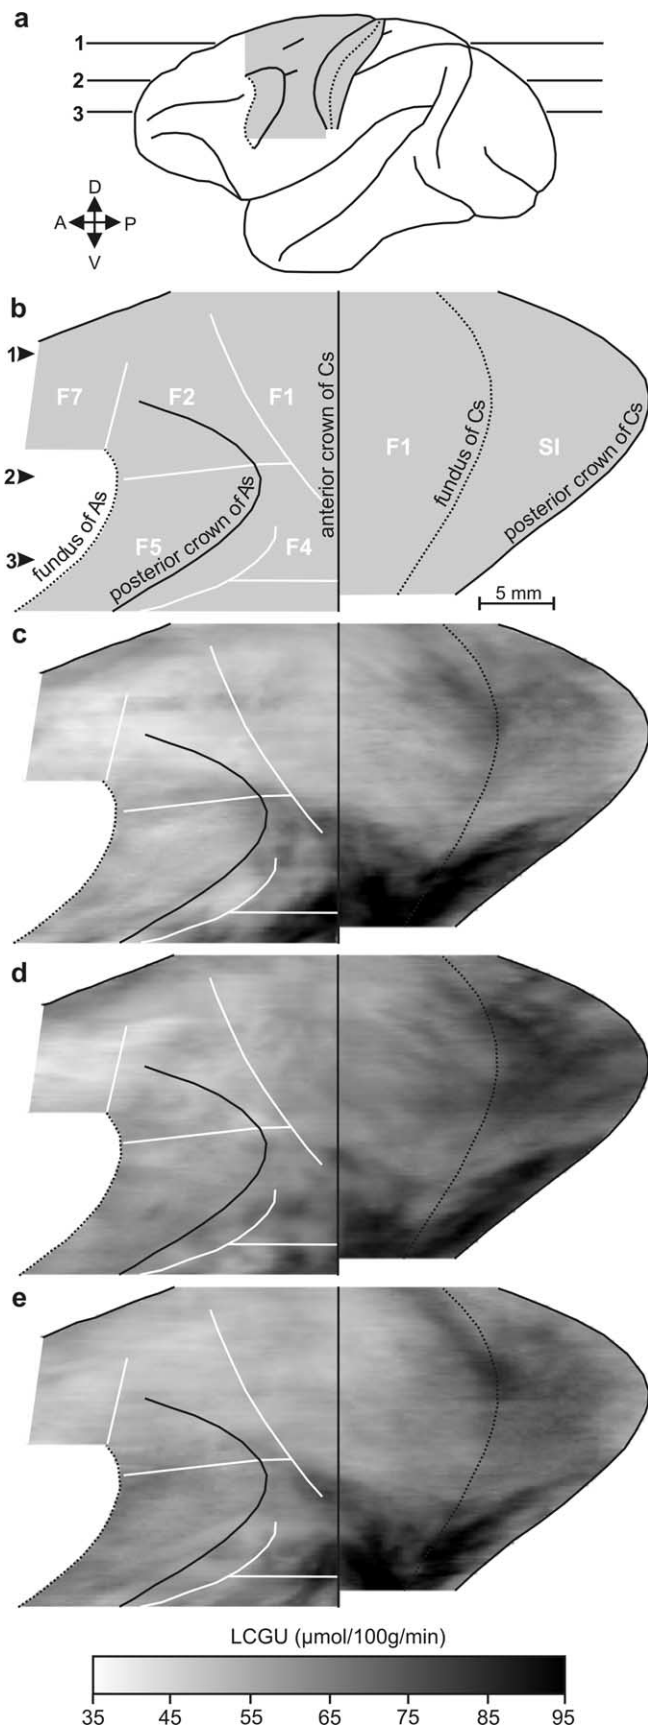 a
1
2
3
D
A P
V
b
1
F7 F2 F1 anterior crown of Cs F1 fundus of Cs SI posterior crown of Cs
2
fundus of As F5 posterior crown of As F4
3
5 mm
c
d
e
LCGU (µmol/100g/min)
35 45 55 65 75 85 95